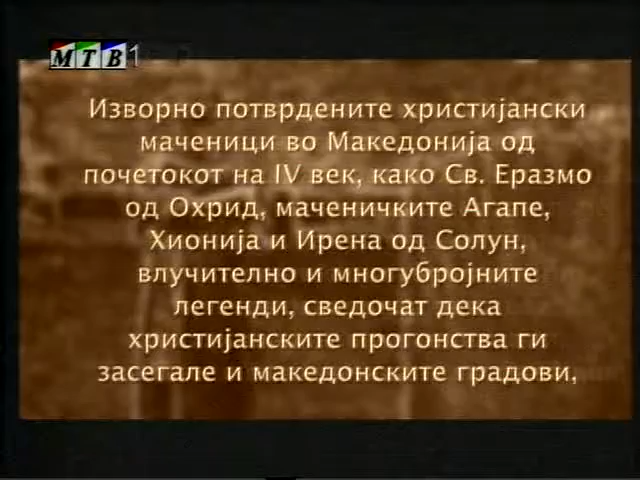 МТВ1
Изворно потврдените христијански
маченици во Македонија од
почетокот на IV век, како Св. Еразмо
од Охрид, маченичките Агапе,
Хионија и Ирена од Солун,
влучително и многубројните
легенди, сведочат дека
христијанските прогонства ги
засегале и македонските градови,